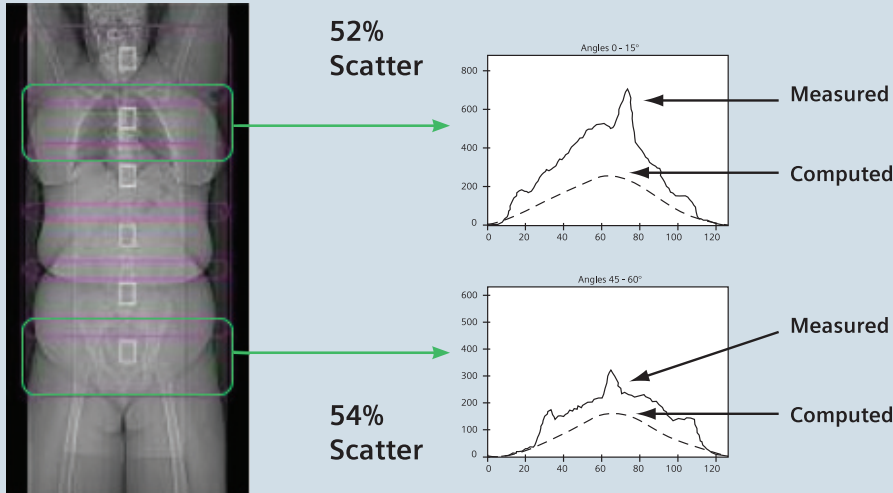 52%
Scatter
Angles 0 - 15°
800
600
400
200
0
0 20 40 60 80 100 120
Measured
Computed
54%
Scatter
Angles 45 - 60°
600
500
400
300
200
100
0
0 20 40 60 80 100 120
Measured
Computed